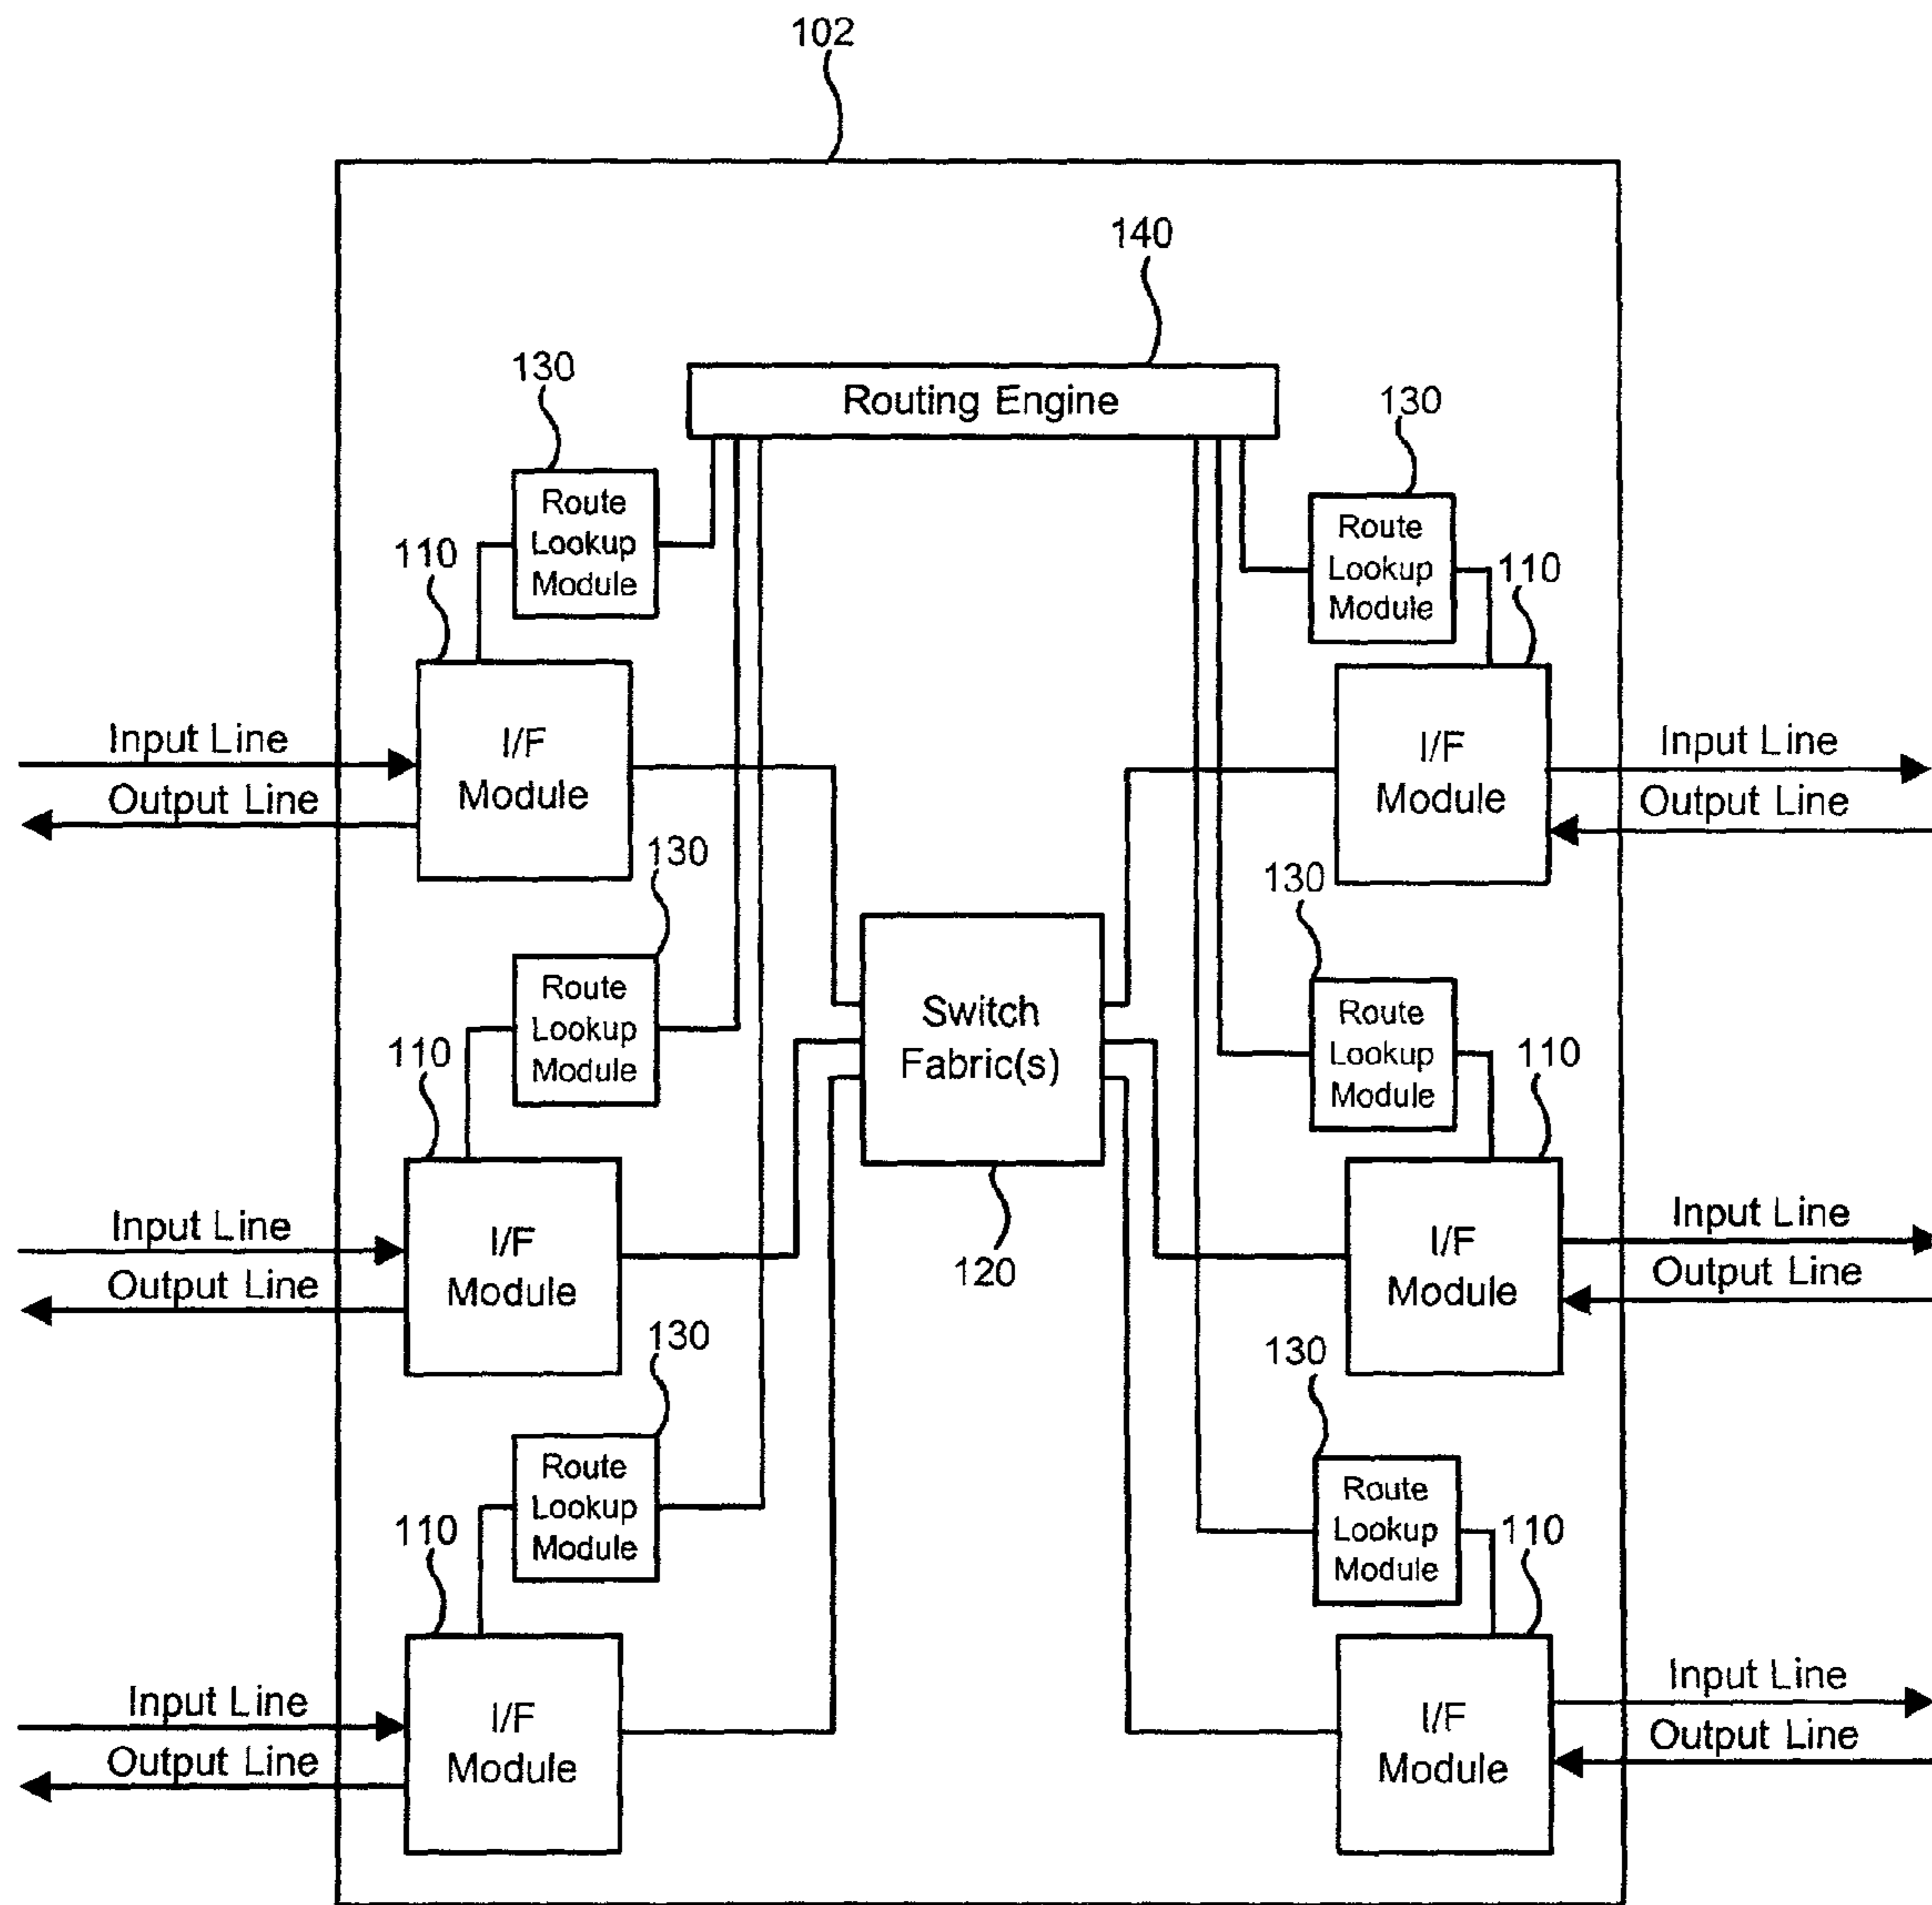 102
140
130
Routing Engine
130
Route
Lookup
Module
Route
Lookup
Module
110
110
I/F
Module
I/F
Module
Input Line
Output Line
Input Line
Output Line
130
130
Route
Lookup
Module
Switch
Fabric(s)
Route
Lookup
Module
110
110
120
I/F
Module
I/F
Module
Input Line
Output Line
Input Line
Output Line
130
130
Route
Lookup
Module
Route
Lookup
Module
110
110
I/F
Module
I/F
Module
Input Line
Output Line
Input Line
Output Line